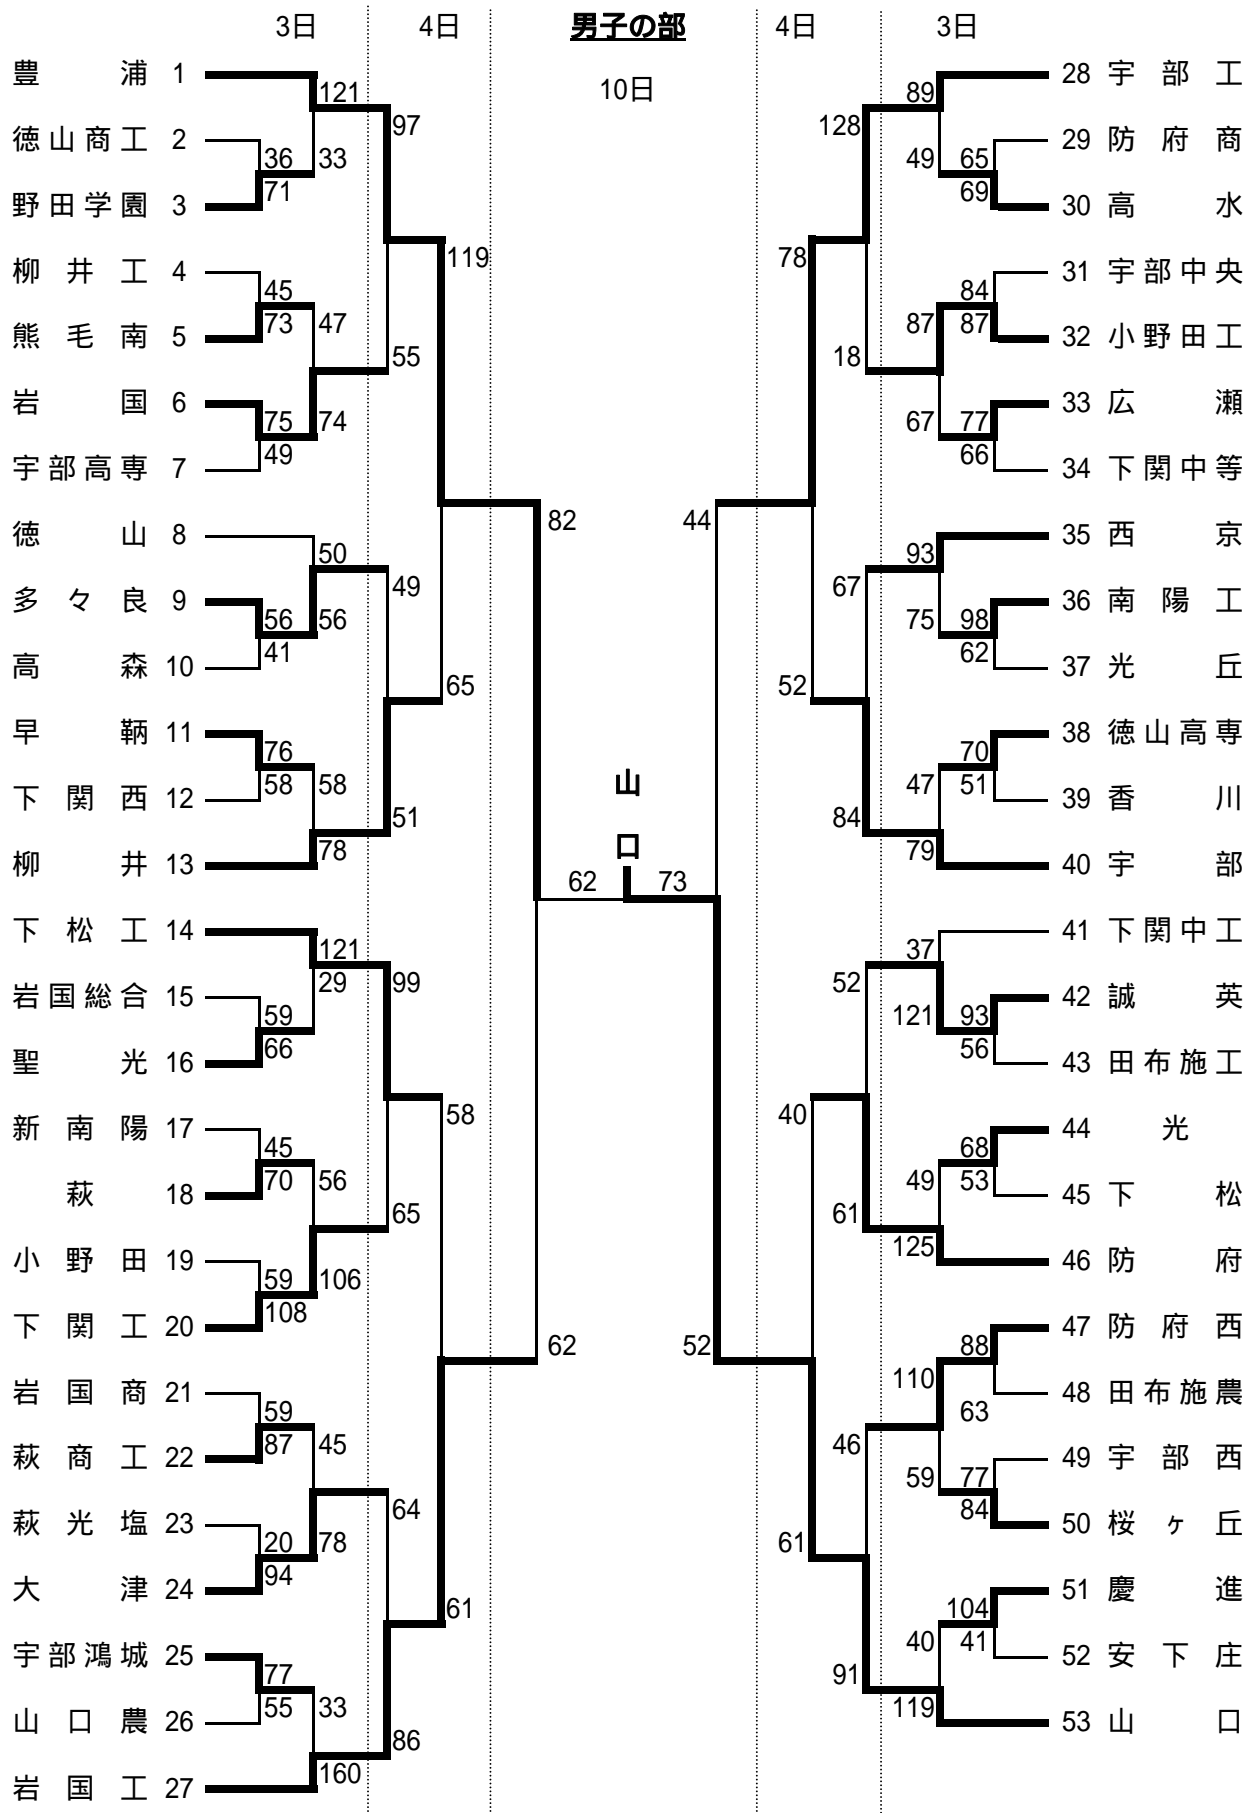 3日 4日 男子の部 4日 3日
10日
豊浦 1
徳山商工 2
野田学園 3
柳井工 4
熊毛南 5
岩国 6
宇部高専 7
徳山 8
多々良 9
高森 10
早鞆 11
下関西 12
柳井 13
下松工 14
岩国総合 15
聖光 16
新南陽 17
萩 18
小野田 19
下関工 20
岩国商 21
萩商工 22
萩光塩 23
大津 24
宇部鴻城 25
山口農 26
岩国工 27
121
36 33
71
45
73 47
75 74
49
50
56 56
41
76
58 58
78
121
59 29
66
45
70 56
59 106
108
59
87 45
20 78
94
77
55 33
160
97
55
49
51
99
65
64
86
119
65
58
61
82
62
山口
62 73
44
52
78
52
40
61
128
18
67
84
52
61
46
91
89
49 65
69
84
87 87
67 77
66
93
75 98
62
70
47 51
79
37
121 93
56
68
49 53
125
88
110
63
59 77
84
104
40 41
119
28 宇部工
29 防府商
30 高水
31 宇部中央
32 小野田工
33 広瀬
34 下関中等
35 西京
36 南陽工
37 光丘
38 徳山高専
39 香川
40 宇部
41 下関中工
42 誠英
43 田布施工
44 光
45 下松
46 防府
47 防府西
48 田布施農
49 宇部西
50 桜ヶ丘
51 慶進
52 安下庄
53 山口